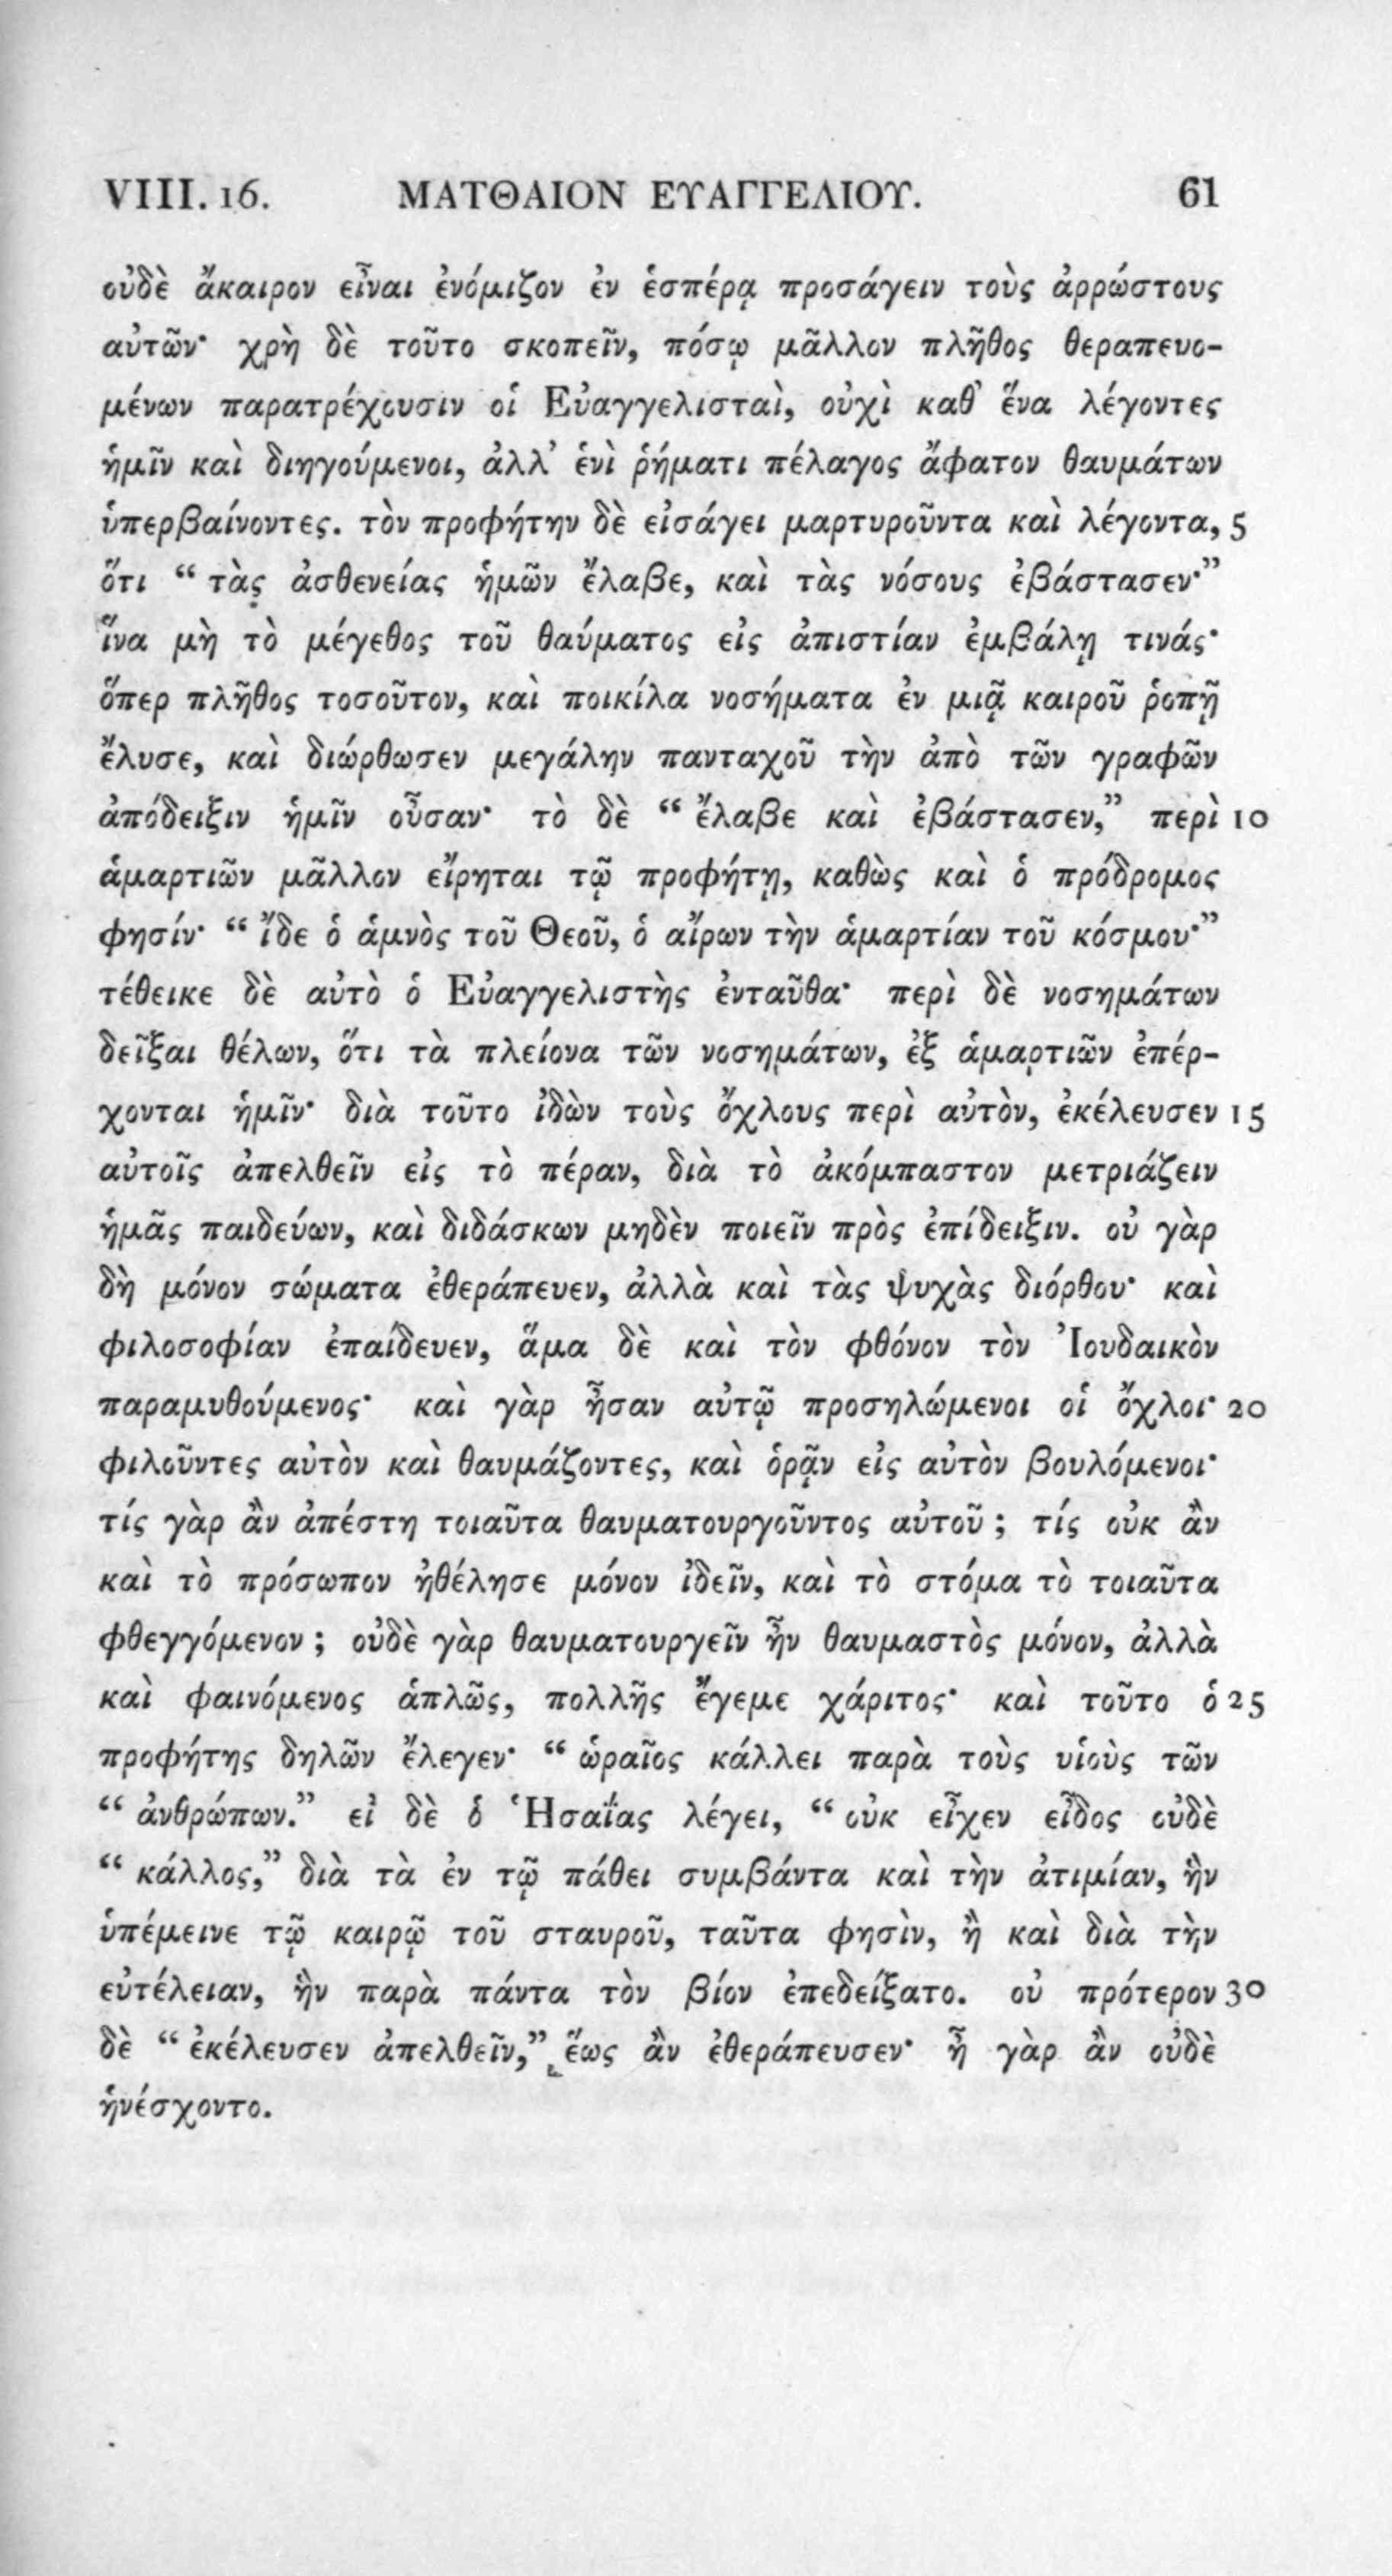 VIII. 16. ΜΑΤΘΑΙΟΝ ΕΥΑΓΓΕΛΙΟΥ. 61
οὐδὲ ἄκαιρον εἶναι ἐνόμιζον ἐν ἑσπέρᾳ προσάγειν τοὺς ἀρρώστους
αὐτῶν· χρὴ δὲ τοῦτο σκοπεῖν, πόσῳ μᾶλλον πλῆθος θεραπευο-
μένων παρατρέχουσιν οἱ Εὐαγγελισταὶ, οὐχὶ καθ᾽ ἕνα λέγοντες
ἡμῖν καὶ διηγούμενοι, ἀλλ᾽ ἑνὶ ῥήματι πέλαγος ἄφατον θαυμάτων
ὑπερβαίνοντες. τὸν προφήτην δὲ εἰσάγει μαρτυροῦντα καὶ λέγοντα, 5
ὅτι “ τὰς ἀσθενείας ἡμῶν ἔλαβε, καὶ τὰς νόσους ἐβάστασεν·”
ἵνα μὴ τὸ μέγεθος τοῦ θαύματος εἰς ἀπιστίαν ἐμβάλῃ τινάς·
ὅπερ πλῆθος τοσοῦτον, καὶ ποικίλα νοσήματα ἐν μιᾷ καιροῦ ῥοπῇ
ἔλυσε, καὶ διώρθωσεν μεγάλην πανταχοῦ τὴν ἀπὸ τῶν γραφῶν
ἀπόδειξιν ἡμῖν οὖσαν· τὸ δὲ “ ἔλαβε καὶ ἐβάστασεν,” περὶ 10
ἁμαρτιῶν μᾶλλον εἴρηται τῷ προφήτῃ, καθὼς καὶ ὁ πρόδρομος
φησίν· “ ἴδε ὁ ἀμνὸς τοῦ Θεοῦ, ὁ αἴρων τὴν ἁμαρτίαν τοῦ κόσμου·”
τέθεικε δὲ αὐτὸ ὁ Εὐαγγελιστὴς ἐνταῦθα· περὶ δὲ νοσημάτων
δεῖξαι θέλων, ὅτι τὰ πλείονα τῶν νοσημάτων, ἐξ ἁμαρτιῶν ἐπέρ-
χονται ἡμῖν· διὰ τοῦτο ἰδὼν τοὺς ὄχλους περὶ αὐτὸν, ἐκέλευσεν 15
αὐτοῖς ἀπελθεῖν εἰς τὸ πέραν, διὰ τὸ ἀκόμπαστον μετριάζειν
ἡμᾶς παιδεύων, καὶ διδάσκων μηδὲν ποιεῖν πρὸς ἐπίδειξιν. οὐ γὰρ
δὴ μόνον σώματα ἐθεράπευεν, ἀλλὰ καὶ τὰς ψυχὰς διόρθου· καὶ
φιλοσοφίαν ἐπαίδευεν, ἅμα δὲ καὶ τὸν φθόνον τὸν Ἰουδαικὸν
παραμυθούμενος· καὶ γὰρ ἦσαν αὐτῷ προσηλώμενοι οἱ ὄχλοι· 20
φιλοῦντες αὐτὸν καὶ θαυμάζοντες, καὶ ὁρᾷν εἰς αὐτὸν βουλόμενοι·
τίς γὰρ ἂν ἀπέστη τοιαῦτα θαυματουργοῦντος αὐτοῦ ; τίς οὐκ ἂν
καὶ τὸ πρόσωπον ἠθέλησε μόνον ἰδεῖν, καὶ τὸ στόμα τὸ τοιαῦτα
φθεγγόμενον ; οὐδὲ γὰρ θαυματουργεῖν ἦν θαυμαστὸς μόνον, ἀλλὰ
καὶ φαινόμενος ἁπλῶς, πολλῆς ἔγεμε χάριτος· καὶ τοῦτο ὁ 25
προφήτης δηλῶν ἔλεγεν· “ ὡραῖος κάλλει παρὰ τοὺς υἱοὺς τῶν
“ ἀνθρώπων.” εἰ δὲ ὁ Ἡσαΐας λέγει, “ οὐκ εἶχεν εἶδος οὐδὲ
“ κάλλος,” διὰ τὰ ἐν τῷ πάθει συμβάντα καὶ τὴν ἀτιμίαν, ἣν
ὑπέμεινε τῷ καιρῷ τοῦ σταυροῦ, ταῦτα φησὶν, ἢ καὶ διὰ τὴν
εὐτέλειαν, ἣν παρὰ πάντα τὸν βίον ἐπεδείξατο. οὐ πρότερον 30
δὲ “ ἐκέλευσεν ἀπελθεῖν,” ἕως ἂν ἐθεράπευσεν· ἦ γὰρ ἂν οὐδὲ
ἠνέσχοντο.